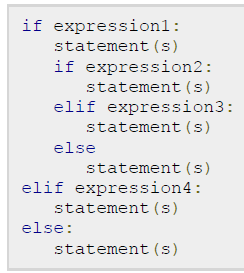 if expression1:
   statement(s)
   if expression2:
      statement(s)
   elif expression3:
      statement(s)
   else
      statement(s)
elif expression4:
   statement(s)
else:
   statement(s)